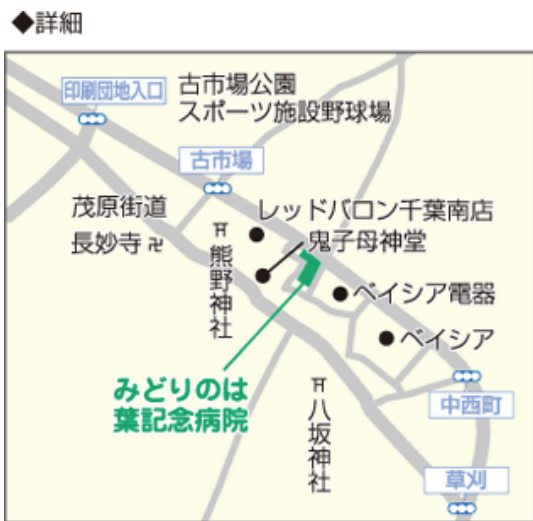 ◆詳細
印刷団地入口
古市場公園
スポーツ施設野球場
古市場
茂原街道
長妙寺卍
熊野神社
レッドバロン千葉南店
鬼子母神堂
ベイシア電器
ベイシア
みどりのは
葉記念病院
八坂神社
中西町
草刈